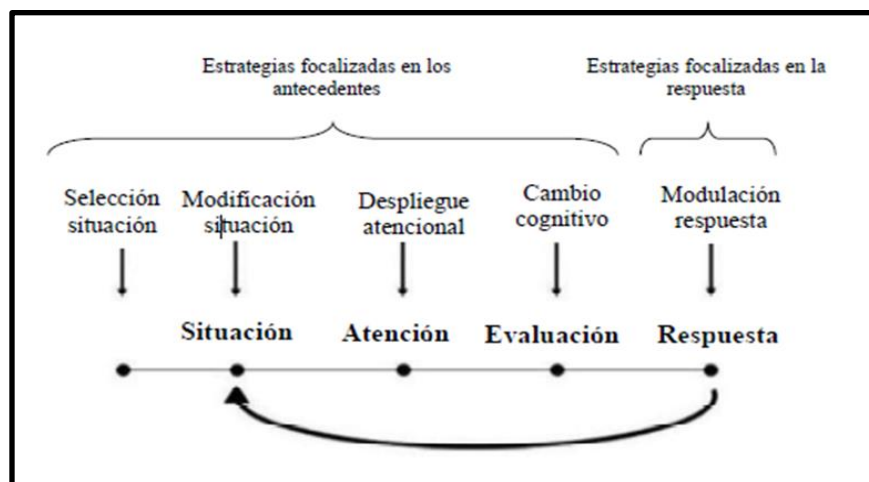 Estrategias focalizadas en los
antecedentes
Estrategias focalizadas en la
respuesta
Selección
situación
Modificación
situación
Despliegue
atencional
Cambio
cognitivo
Modulación
respuesta
Situación
Atención
Evaluación
Respuesta